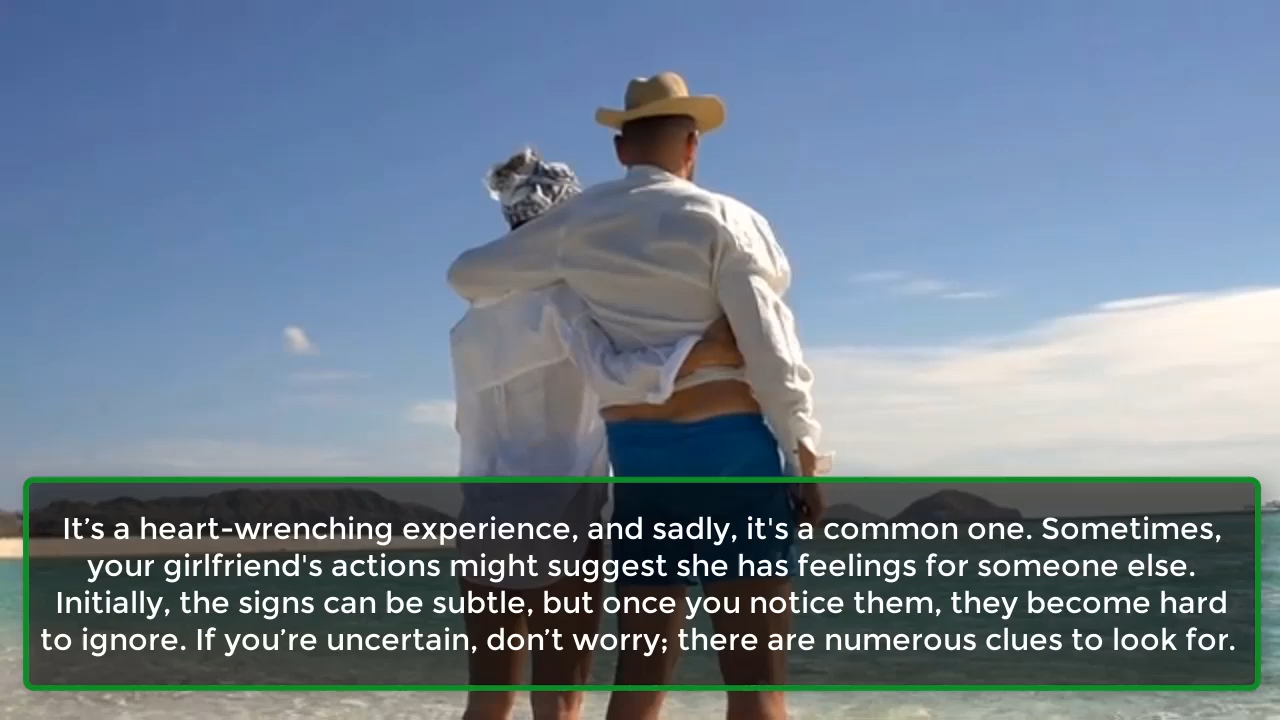 It’s a heart-wrenching experience, and sadly, it's a common one. Sometimes,
your girlfriend's actions might suggest she has feelings for someone else.
Initially, the signs can be subtle, but once you notice them, they become hard
to ignore. If you’re uncertain, don’t worry; there are numerous clues to look for.